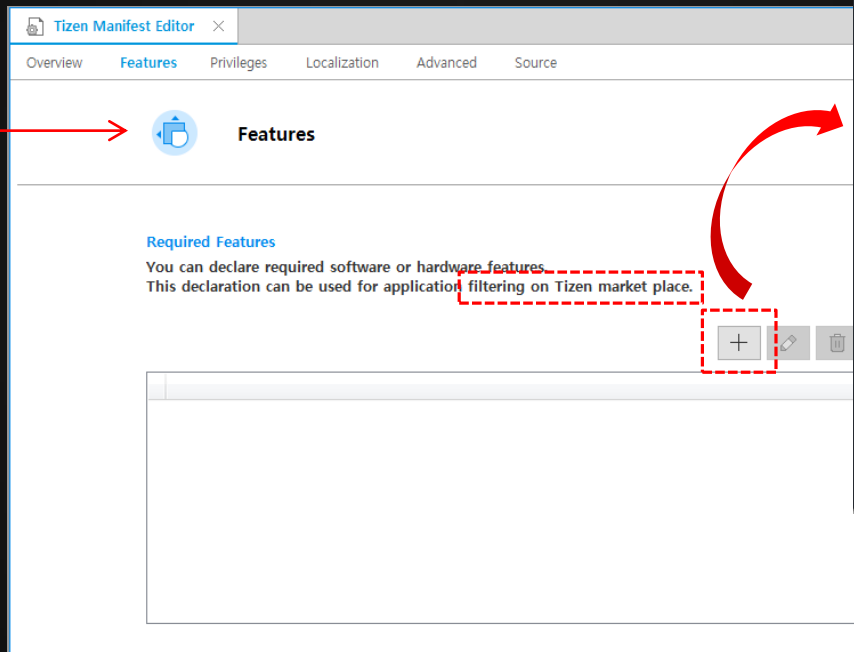 Tizen Manifest Editor
Overview Features Privileges Localization Advanced Source
Features
Required Features
You can declare required software or hardware features.
This declaration can be used for application filtering on Tizen market place.